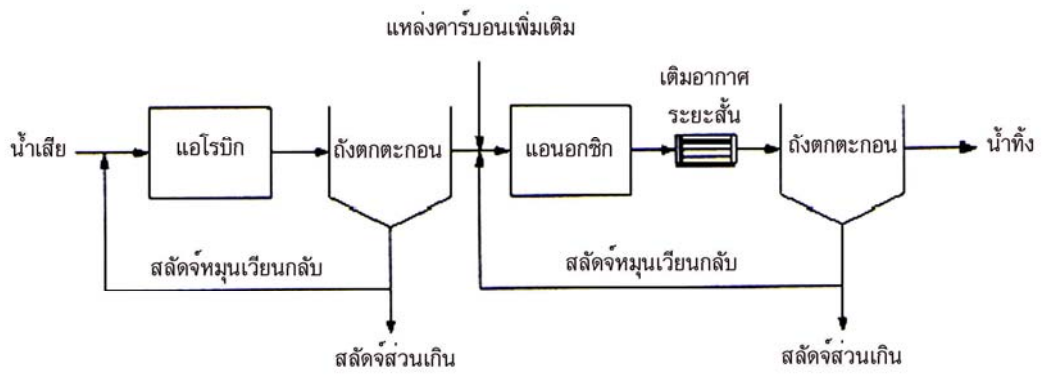 แหล่งคาร์บอนเพิ่มเติม
เติมอากาศ
ระยะสั้น
น้ำเสีย
แอโรบิก
ถังตกตะกอน
แอนอกซิก
ถังตกตะกอน
น้ำทิ้ง
สลัดจ์หมุนเวียนกลับ
สลัดจ์หมุนเวียนกลับ
สลัดจ์ส่วนเกิน
สลัดจ์ส่วนเกิน